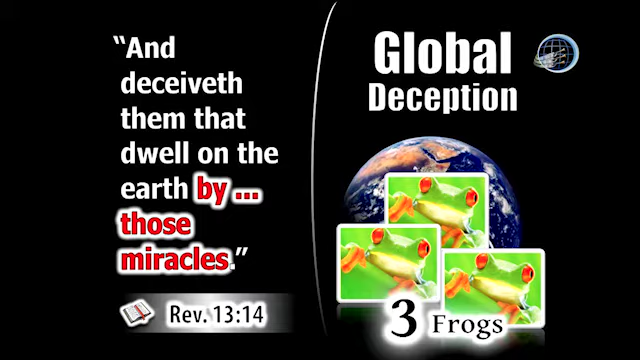 “And
deceiveth
them that
dwell on the
earth by ...
those
miracles.”
Rev. 13:14
Global
Deception
3 Frogs